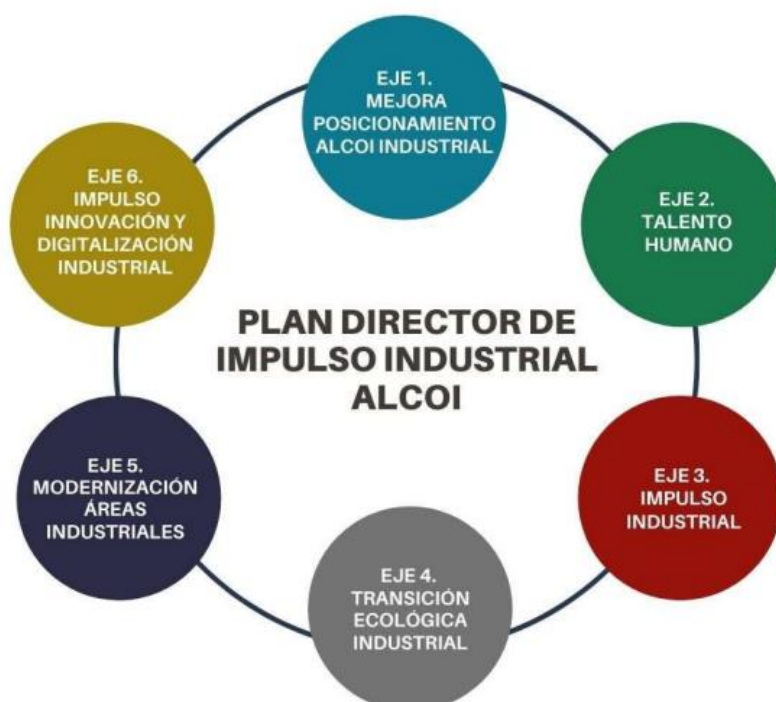 EJE 1.
MEJORA
POSICIONAMIENTO
ALCOI INDUSTRIAL
EJE 2.
TALENTO
HUMANO
EJE 3.
IMPULSO
INDUSTRIAL
EJE 4.
TRANSICIÓN
ECOLÓGICA
INDUSTRIAL
EJE 5.
MODERNIZACIÓN
ÁREAS
INDUSTRIALES
EJE 6.
IMPULSO
INNOVACIÓN Y
DIGITALIZACIÓN
INDUSTRIAL
PLAN DIRECTOR DE
IMPULSO INDUSTRIAL
ALCOI